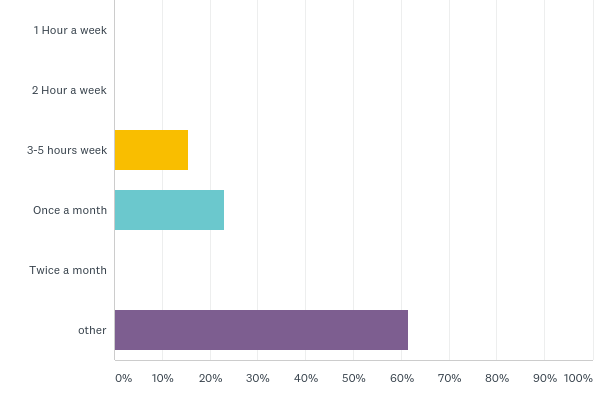 1 Hour a week
2 Hour a week
3-5 hours week
Once a month
Twice a month
other
0% 10% 20% 30% 40% 50% 60% 70% 80% 90% 100%